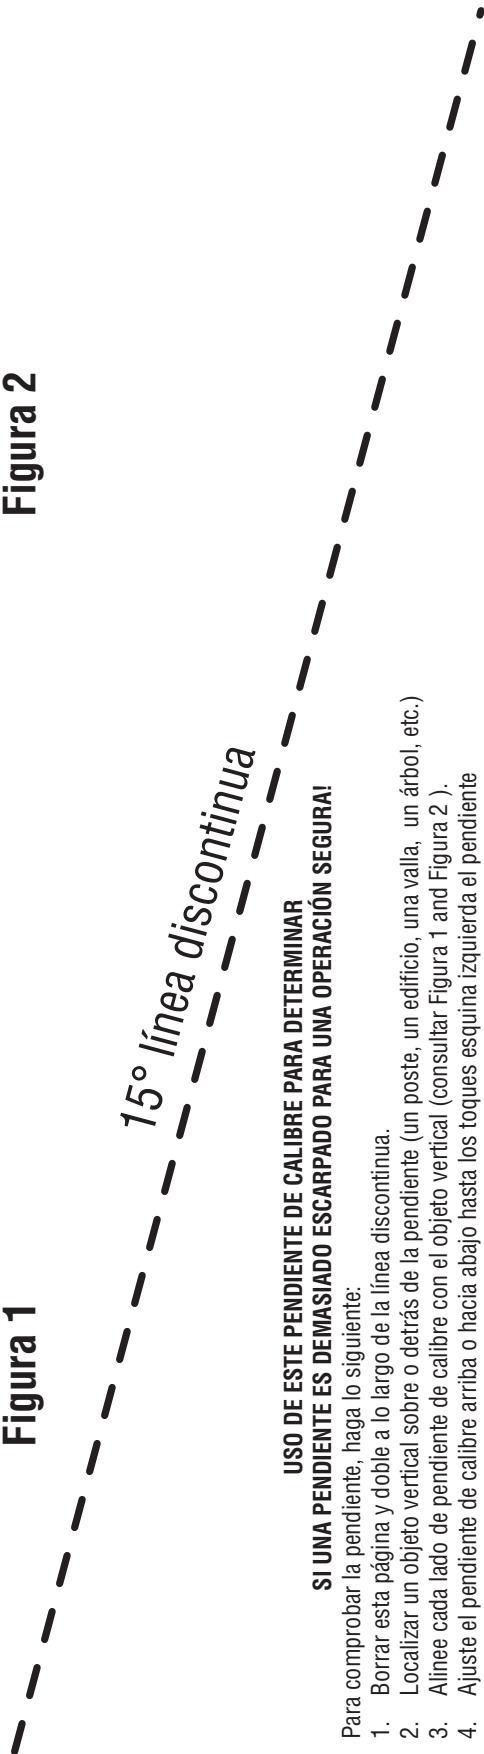 Figura 1
Figura 2
15° línea discontinua
USO DE ESTE PENDIENTE DE CALIBRE PARA DETERMINAR
SI UNA PENDIENTE ES DEMASIADO ESCARPADO PARA UNA OPERACIÓN SEGURA!
Para comprobar la pendiente, haga lo siguiente:
1. Borrar esta página y doble a lo largo de la línea discontinua.
2. Localizar un objeto vertical sobre o detrás de la pendiente (un poste, un edificio, una valla, un árbol, etc.)
3. Alinee cada lado de pendiente de calibre con el objeto vertical (consultar Figura 1 and Figura 2 ).
4. Ajuste el pendiente de calibre arriba o hacia abajo hasta los toques esquina izquierda el pendiente